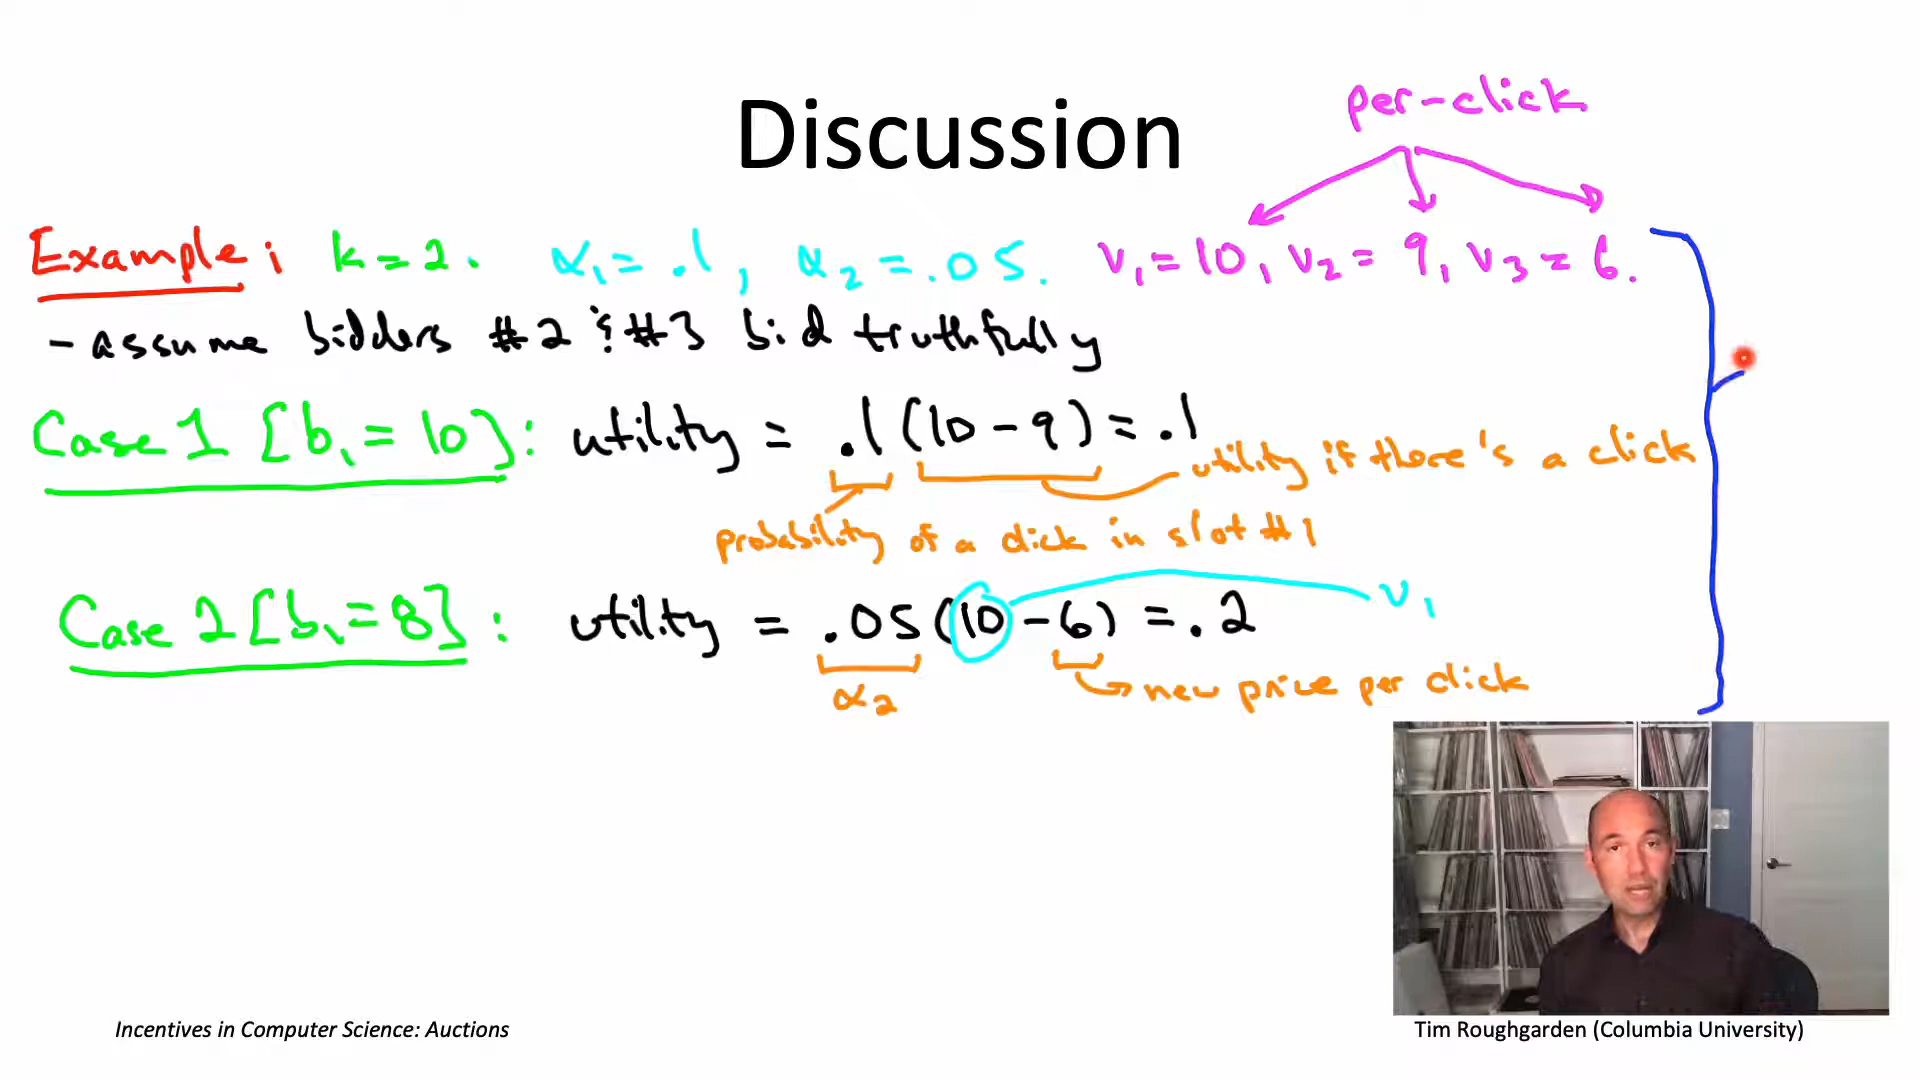 Discussion
per-click
Example: k=2. α₁=.1, α₂=.05. v₁=10, v₂=9, v₃=6.
- assume bidders #2 & #3 bid truthfully
Case 1 [b₁=10]: utility = .1(10-9)=.1
utility if there's a click
probability of a click in slot #1
Case 2 [b₁=8]: utility = .05(10-6)=.2
v₁
α₂
new price per click
Incentives in Computer Science: Auctions
Tim Roughgarden (Columbia University)